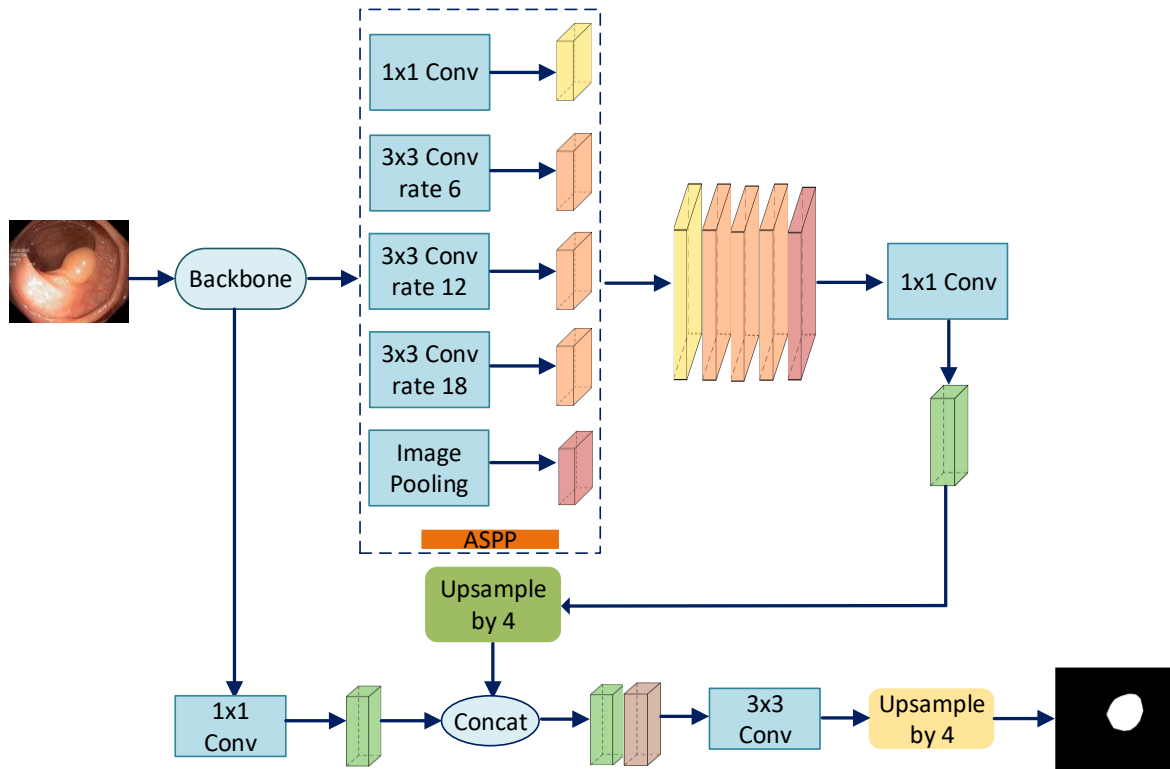 1x1 Conv
3x3 Conv
rate 6
Backbone
3x3 Conv
rate 12
1x1 Conv
3x3 Conv
rate 18
Image
Pooling
ASPP
Upsample
by 4
1x1
Conv
Concat
3x3
Conv
Upsample
by 4